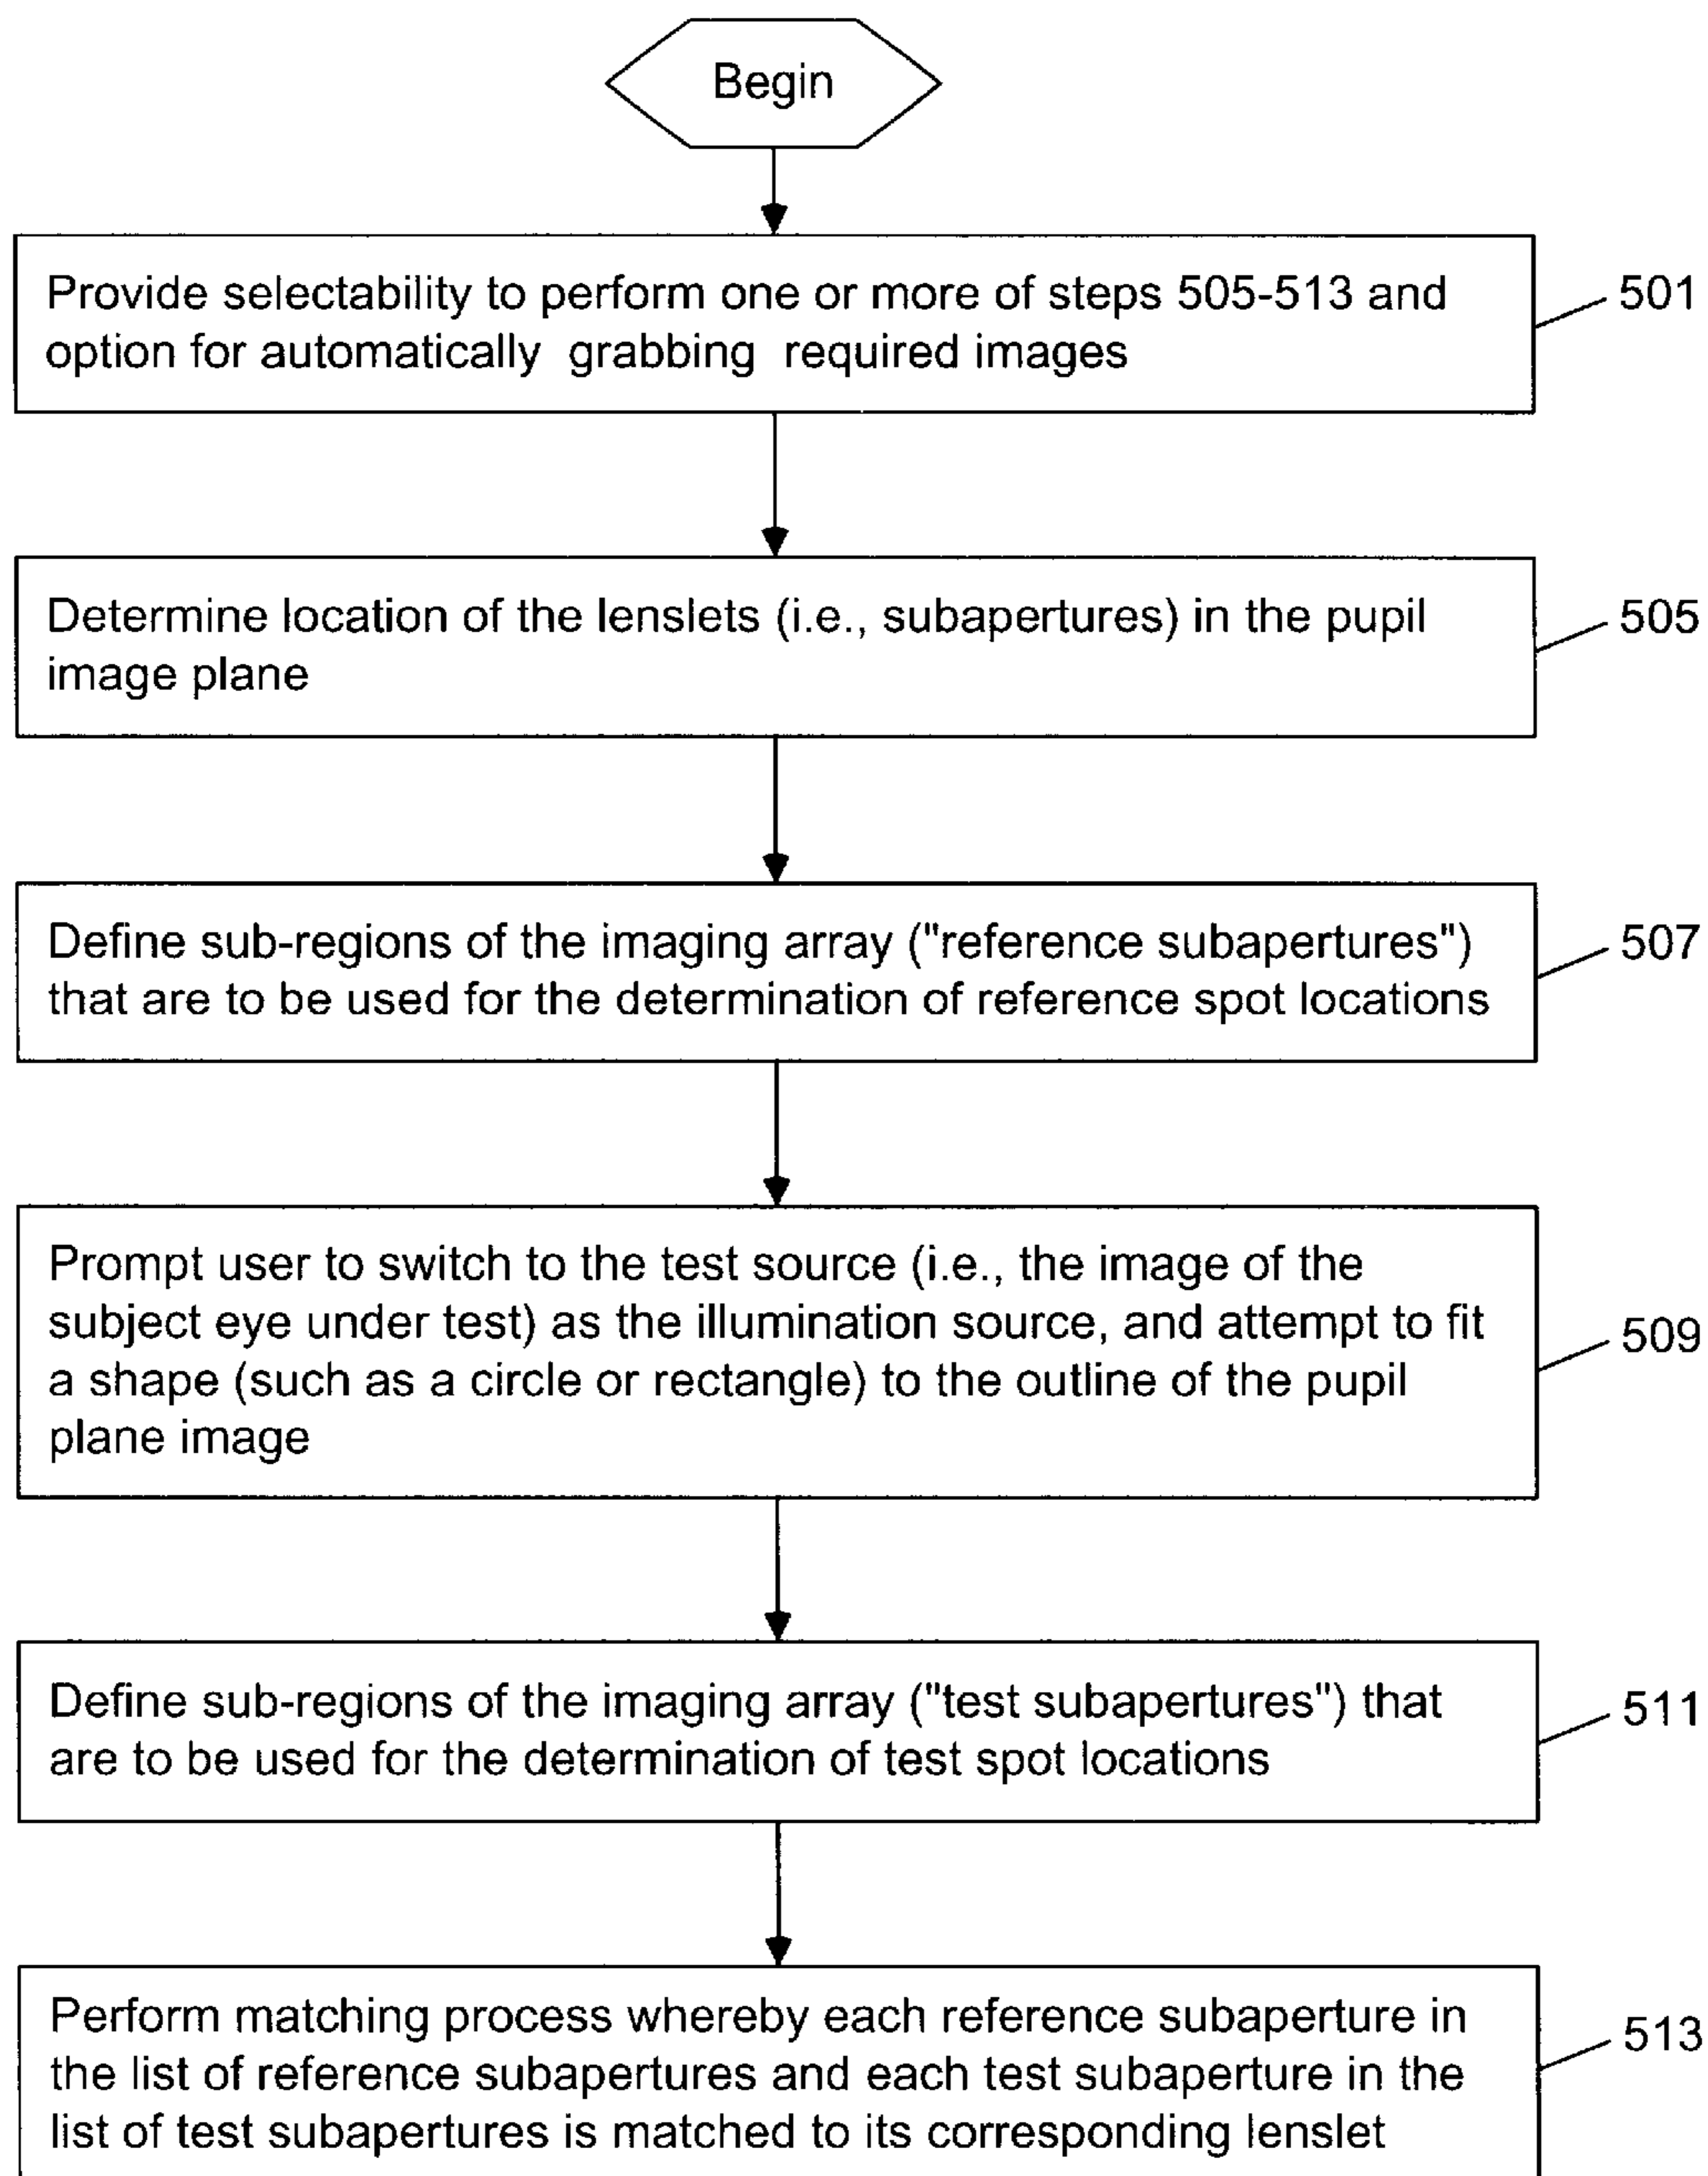 Begin
Provide selectability to perform one or more of steps 505-513 and
option for automatically grabbing required images
501
Determine location of the lenslets (i.e., subapertures) in the pupil
image plane
505
Define sub-regions of the imaging array ("reference subapertures")
that are to be used for the determination of reference spot locations
507
Prompt user to switch to the test source (i.e., the image of the
subject eye under test) as the illumination source, and attempt to fit
a shape (such as a circle or rectangle) to the outline of the pupil
plane image
509
Define sub-regions of the imaging array ("test subapertures") that
are to be used for the determination of test spot locations
511
Perform matching process whereby each reference subaperture in
the list of reference subapertures and each test subaperture in the
list of test subapertures is matched to its corresponding lenslet
513